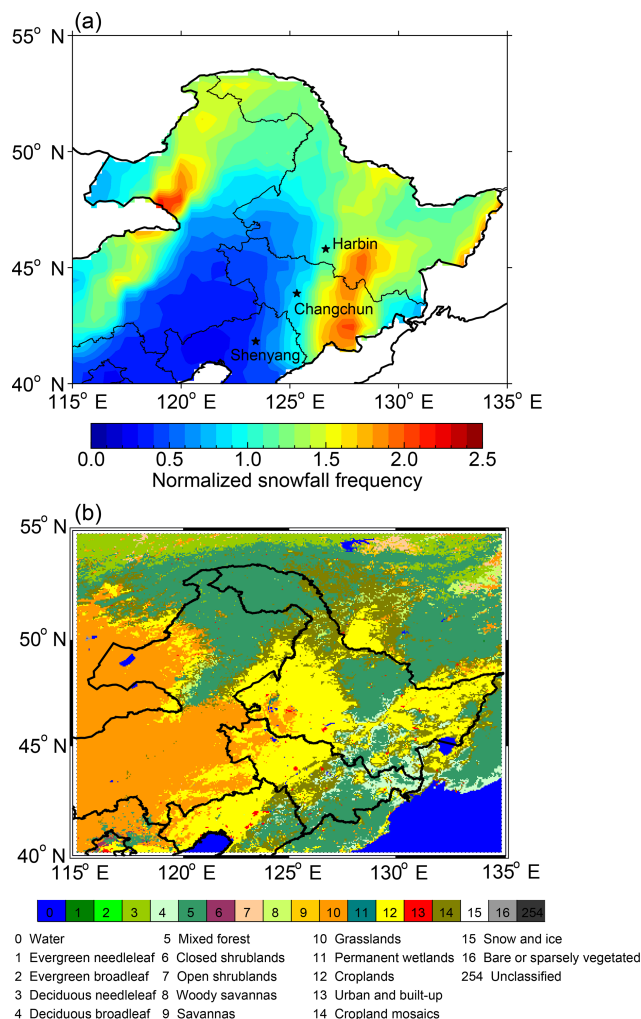 (a)
55° N
50° N
45° N
40° N
Harbin
Changchun
Shenyang
115° E 120° E 125° E 130° E 135° E
0.0 0.5 1.0 1.5 2.0 2.5
Normalized snowfall frequency
(b)
55° N
50° N
45° N
40° N
115° E 120° E 125° E 130° E 135° E
0 1 2 3 4 5 6 7 8 9 10 11 12 13 14 15 16 254
0 Water 5 Mixed forest 10 Grasslands 15 Snow and ice
1 Evergreen needleleaf 6 Closed shrublands 11 Permanent wetlands 16 Bare or sparsely vegetated
2 Evergreen broadleaf 7 Open shrublands 12 Croplands 254 Unclassified
3 Deciduous needleleaf 8 Woody savannas 13 Urban and built-up
4 Deciduous broadleaf 9 Savannas 14 Cropland mosaics